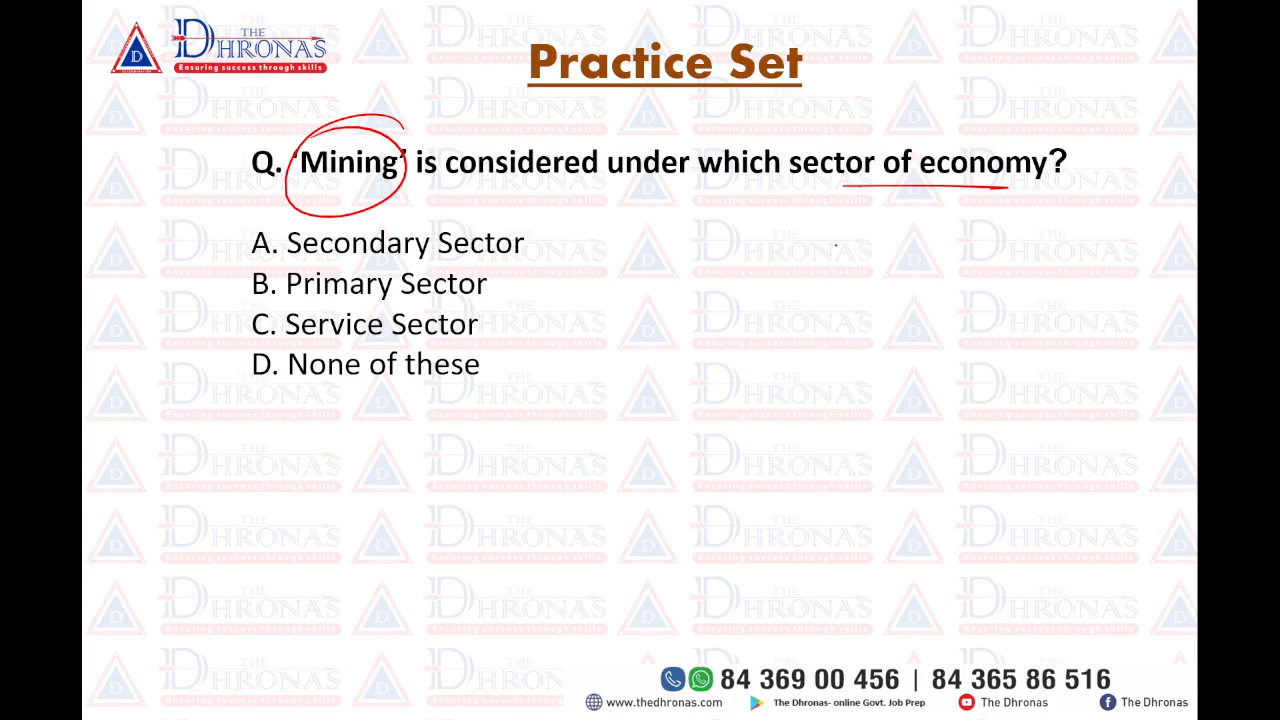 THE
DHRONAS
Ensuring success through skills
D
DETERMINATION
Practice Set
Q. ‘Mining’ is considered under which sector of economy?
A. Secondary Sector
B. Primary Sector
C. Service Sector
D. None of these
84 369 00 456 | 84 365 86 516
www.thedhronas.com
The Dhronas- online Govt. Job Prep
The Dhronas
The Dhronas